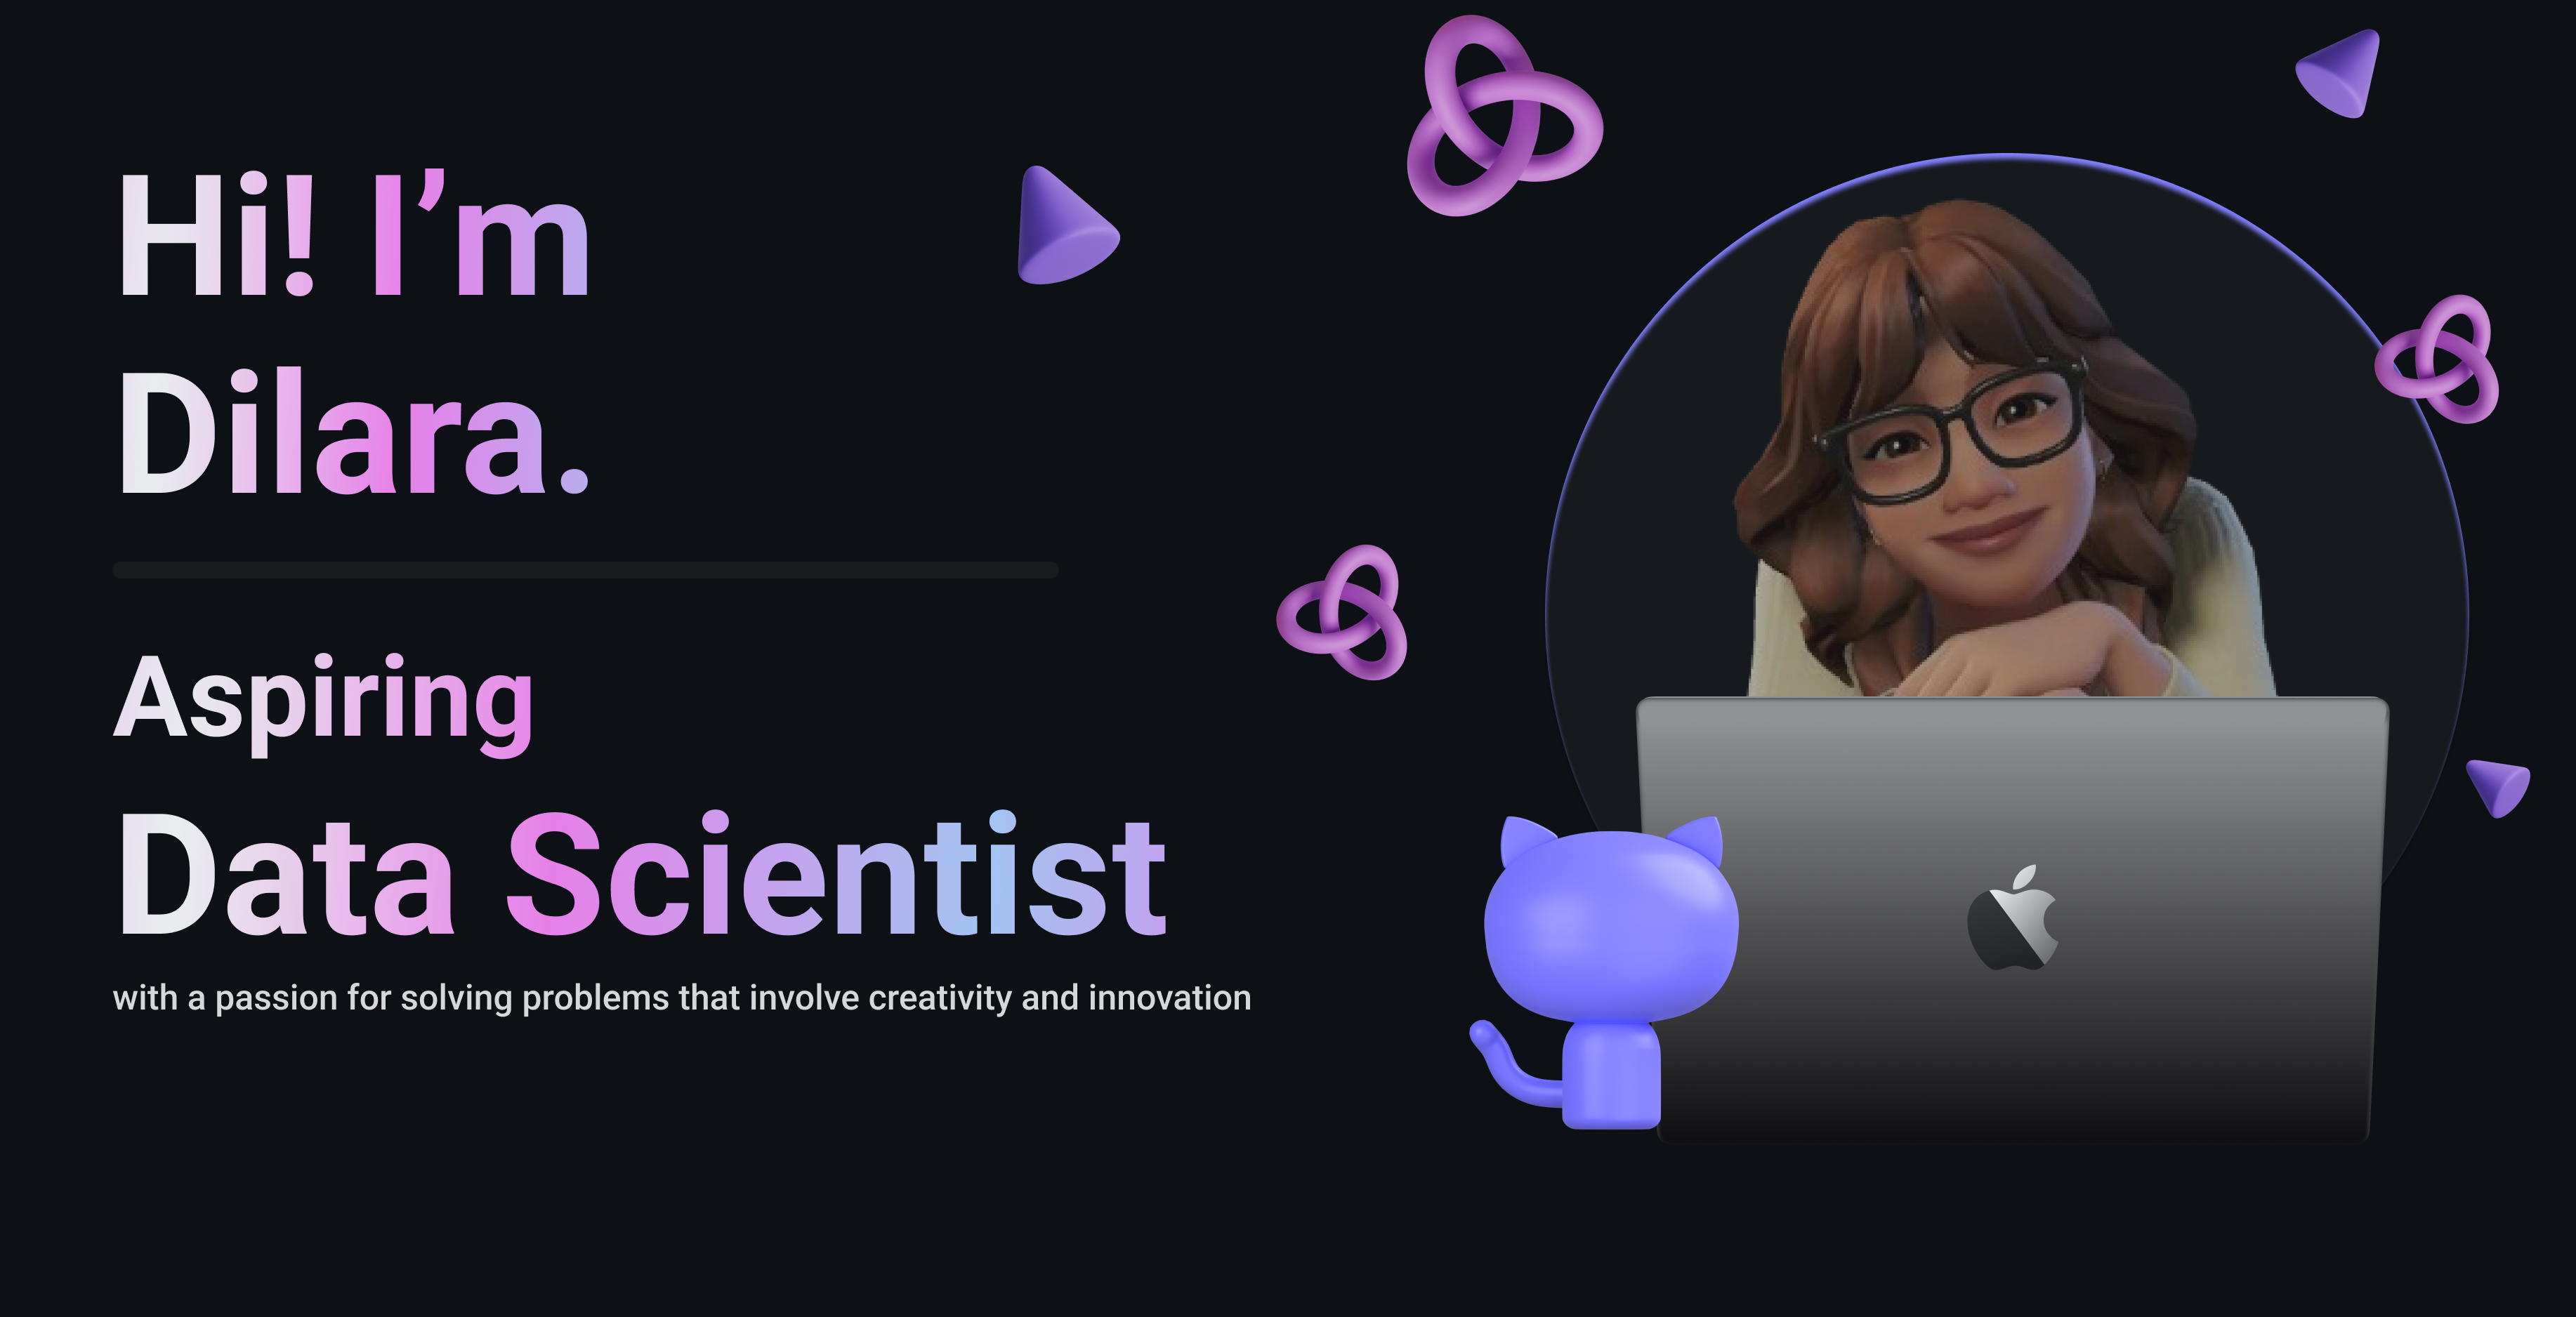 Hi! I’m
Dilara.
Aspiring
Data Scientist
with a passion for solving problems that involve creativity and innovation